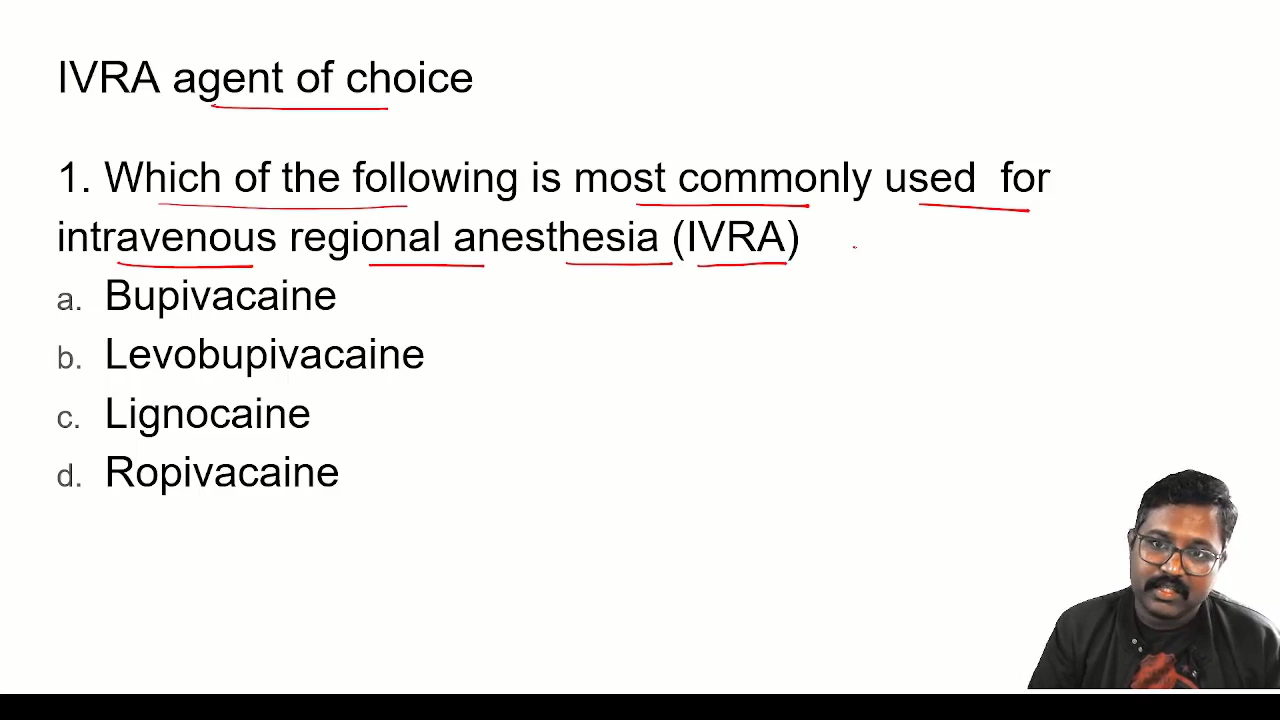 IVRA agent of choice
1. Which of the following is most commonly used for
intravenous regional anesthesia (IVRA)
a. Bupivacaine
b. Levobupivacaine
c. Lignocaine
d. Ropivacaine